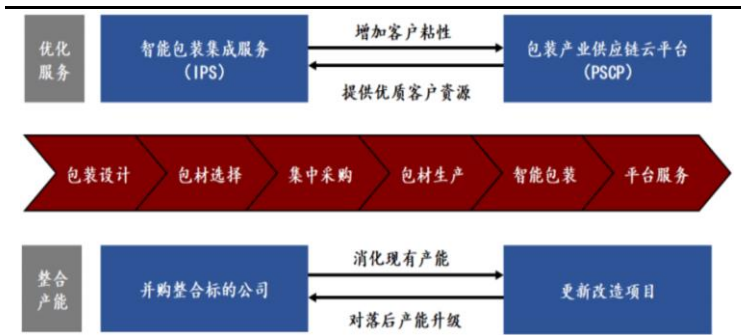 优化
服务
智能包装集成服务
(IPS)
增加客户粘性
提供优质客户资源
包装产业供应链云平台
(PSCP)
包装设计
包材选择
集中采购
包材生产
智能包装
平台服务
整合
产能
并购整合标的公司
消化现有产能
对落后产能升级
更新改造项目